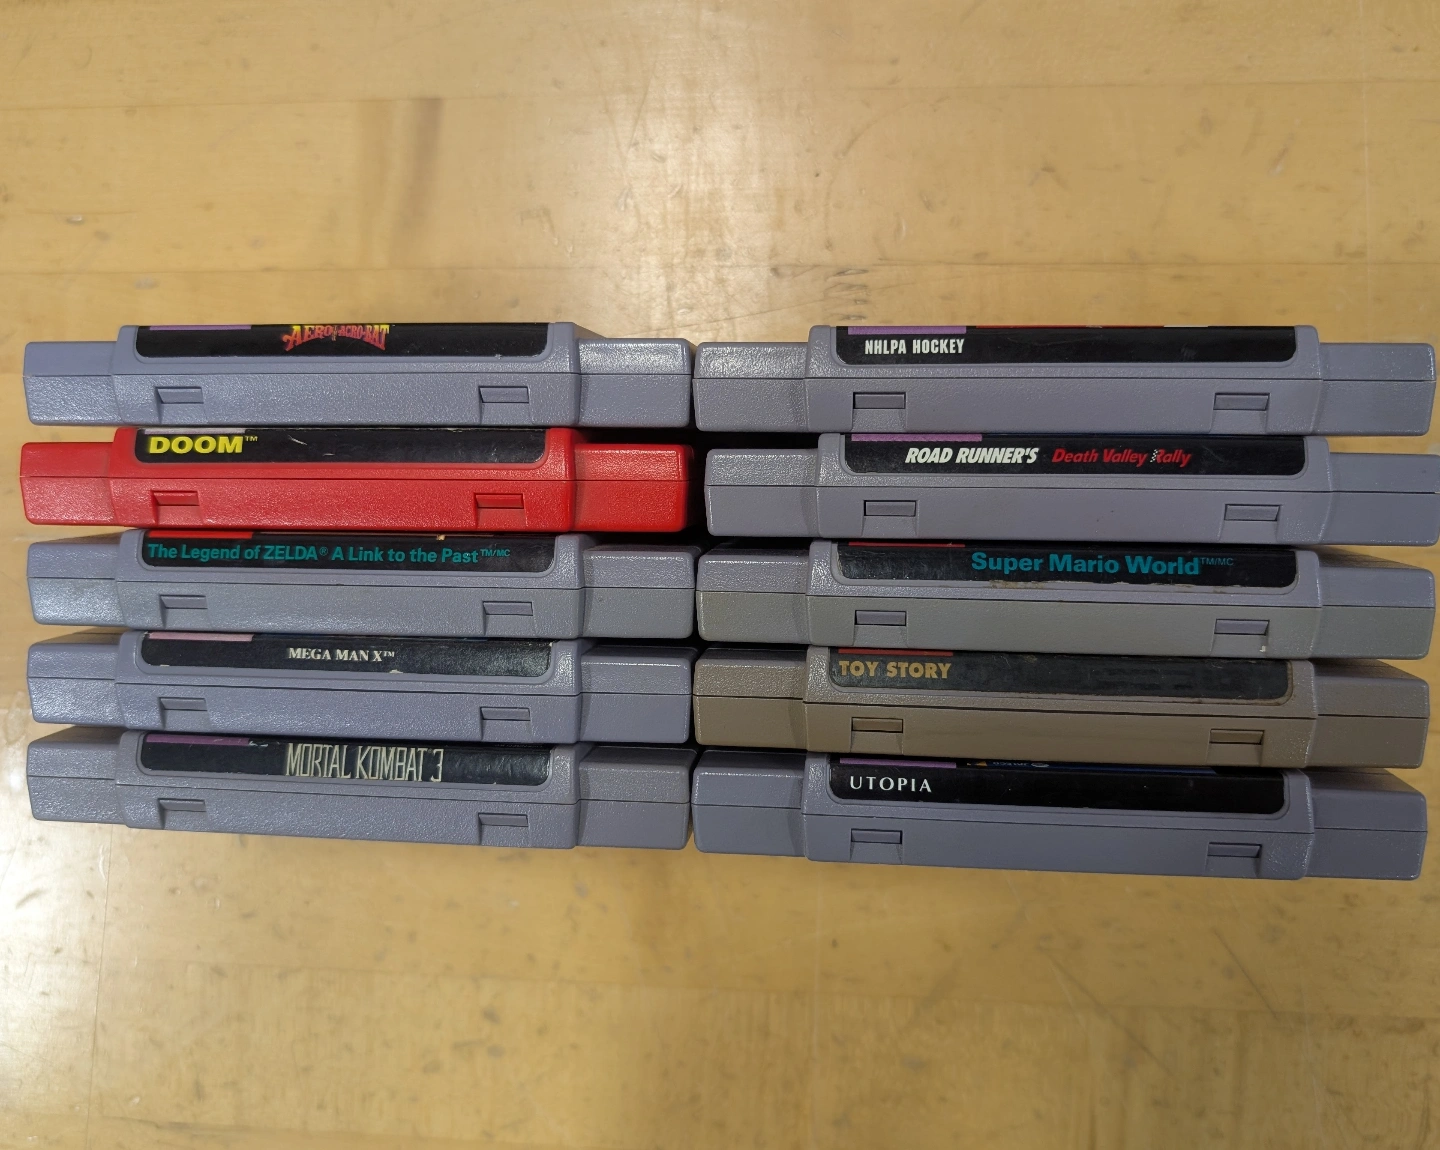 AERO THE ACRO-BAT
DOOM™
The Legend of ZELDA® A Link to the Past™/MC
MEGA MAN X™
MORTAL KOMBAT 3
NHLPA HOCKEY
ROAD RUNNER'S Death Valley Rally
Super Mario World™/MC
TOY STORY
UTOPIA